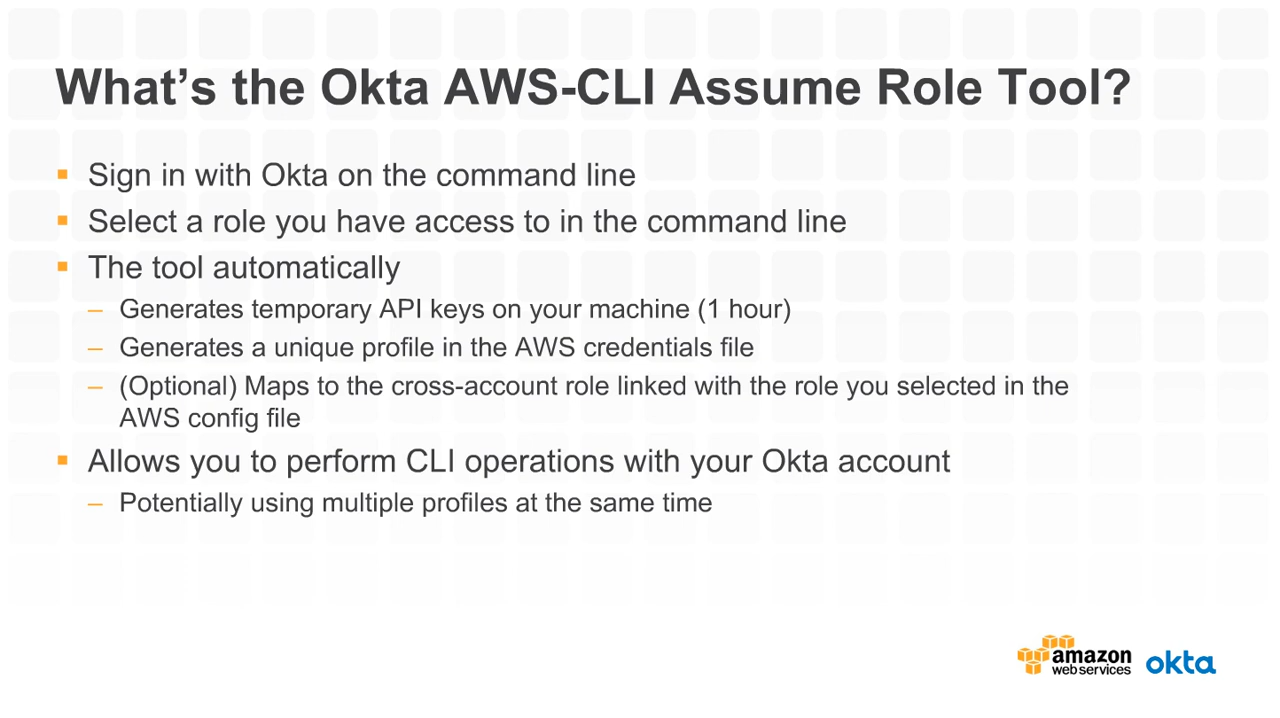 What’s the Okta AWS-CLI Assume Role Tool?
Sign in with Okta on the command line
Select a role you have access to in the command line
The tool automatically
– Generates temporary API keys on your machine (1 hour)
– Generates a unique profile in the AWS credentials file
– (Optional) Maps to the cross-account role linked with the role you selected in the
AWS config file
Allows you to perform CLI operations with your Okta account
– Potentially using multiple profiles at the same time
amazon
web services
okta